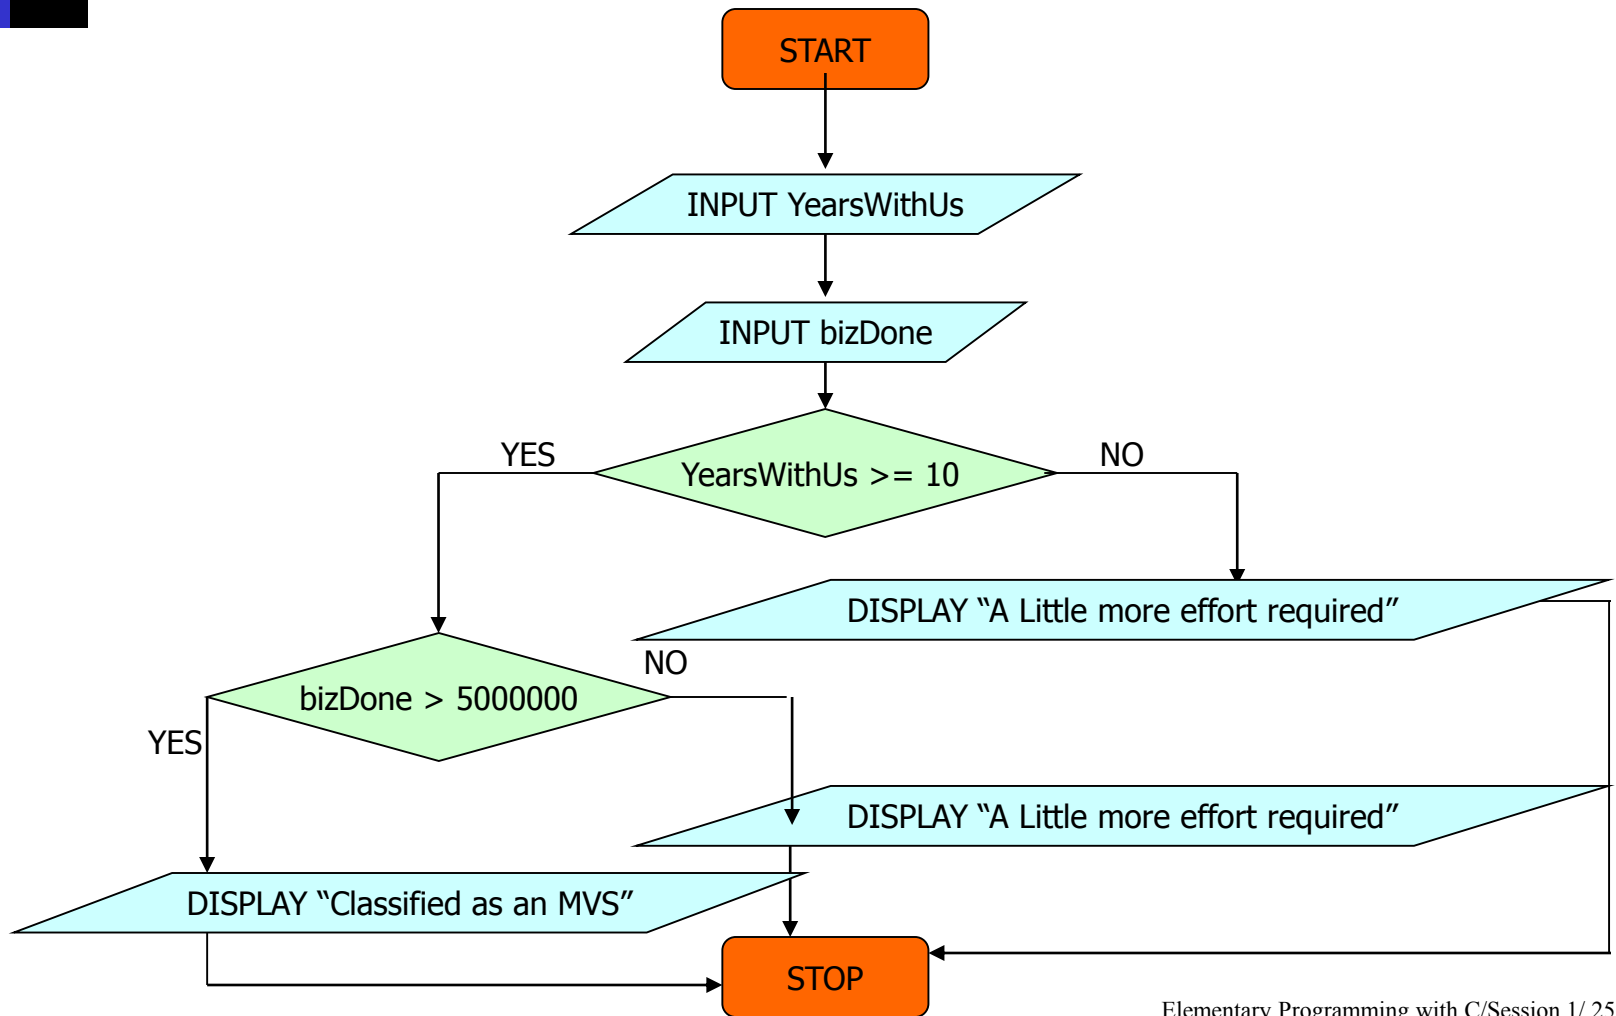 START
INPUT YearsWithUs
INPUT bizDone
YES
NO
YearsWithUs >= 10
DISPLAY “A Little more effort required”
NO
bizDone > 5000000
YES
DISPLAY “A Little more effort required”
DISPLAY “Classified as an MVS”
STOP
Elementary Programming with C/Session 1/ 25